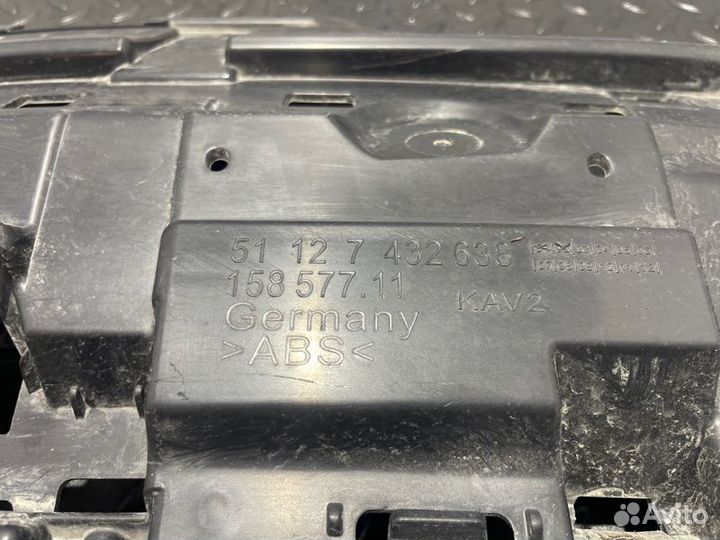 51 12 7 432 638
158 577.11
KAV2
Germany
>ABS<
Avito